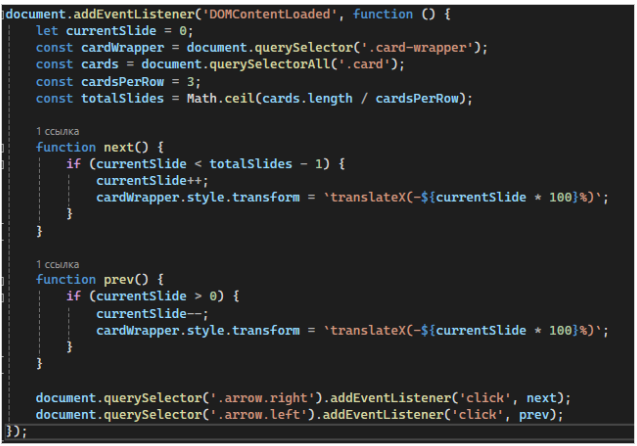 document.addEventListener('DOMContentLoaded', function () {
    let currentSlide = 0;
    const cardWrapper = document.querySelector('.card-wrapper');
    const cards = document.querySelectorAll('.card');
    const cardsPerRow = 3;
    const totalSlides = Math.ceil(cards.length / cardsPerRow);

    1 ссылка
    function next() {
        if (currentSlide < totalSlides - 1) {
            currentSlide++;
            cardWrapper.style.transform = `translateX(-${currentSlide * 100}%)`;
        }
    }

    1 ссылка
    function prev() {
        if (currentSlide > 0) {
            currentSlide--;
            cardWrapper.style.transform = `translateX(-${currentSlide * 100}%)`;
        }
    }

    document.querySelector('.arrow.right').addEventListener('click', next);
    document.querySelector('.arrow.left').addEventListener('click', prev);
});